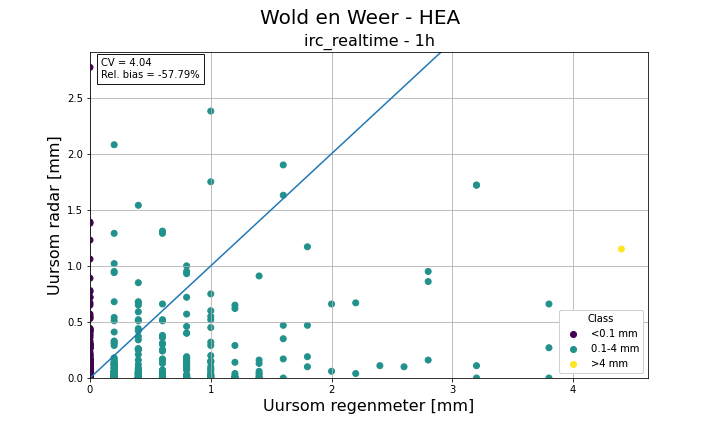 Wold en Weer - HEA
irc_realtime - 1h
CV = 4.04
Rel. bias = -57.79%
Uursom radar [mm]
2.5
2.0
1.5
1.0
0.5
0.0
0
1
2
3
4
Uursom regenmeter [mm]
Class
<0.1 mm
0.1-4 mm
>4 mm